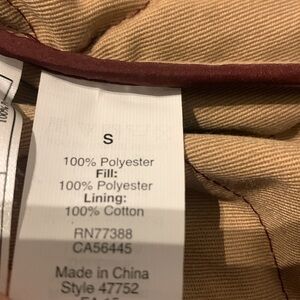 S
100% Polyester
Fill:
100% Polyester
Lining:
100% Cotton
RN77388
CA56445
Made in China
Style 47752